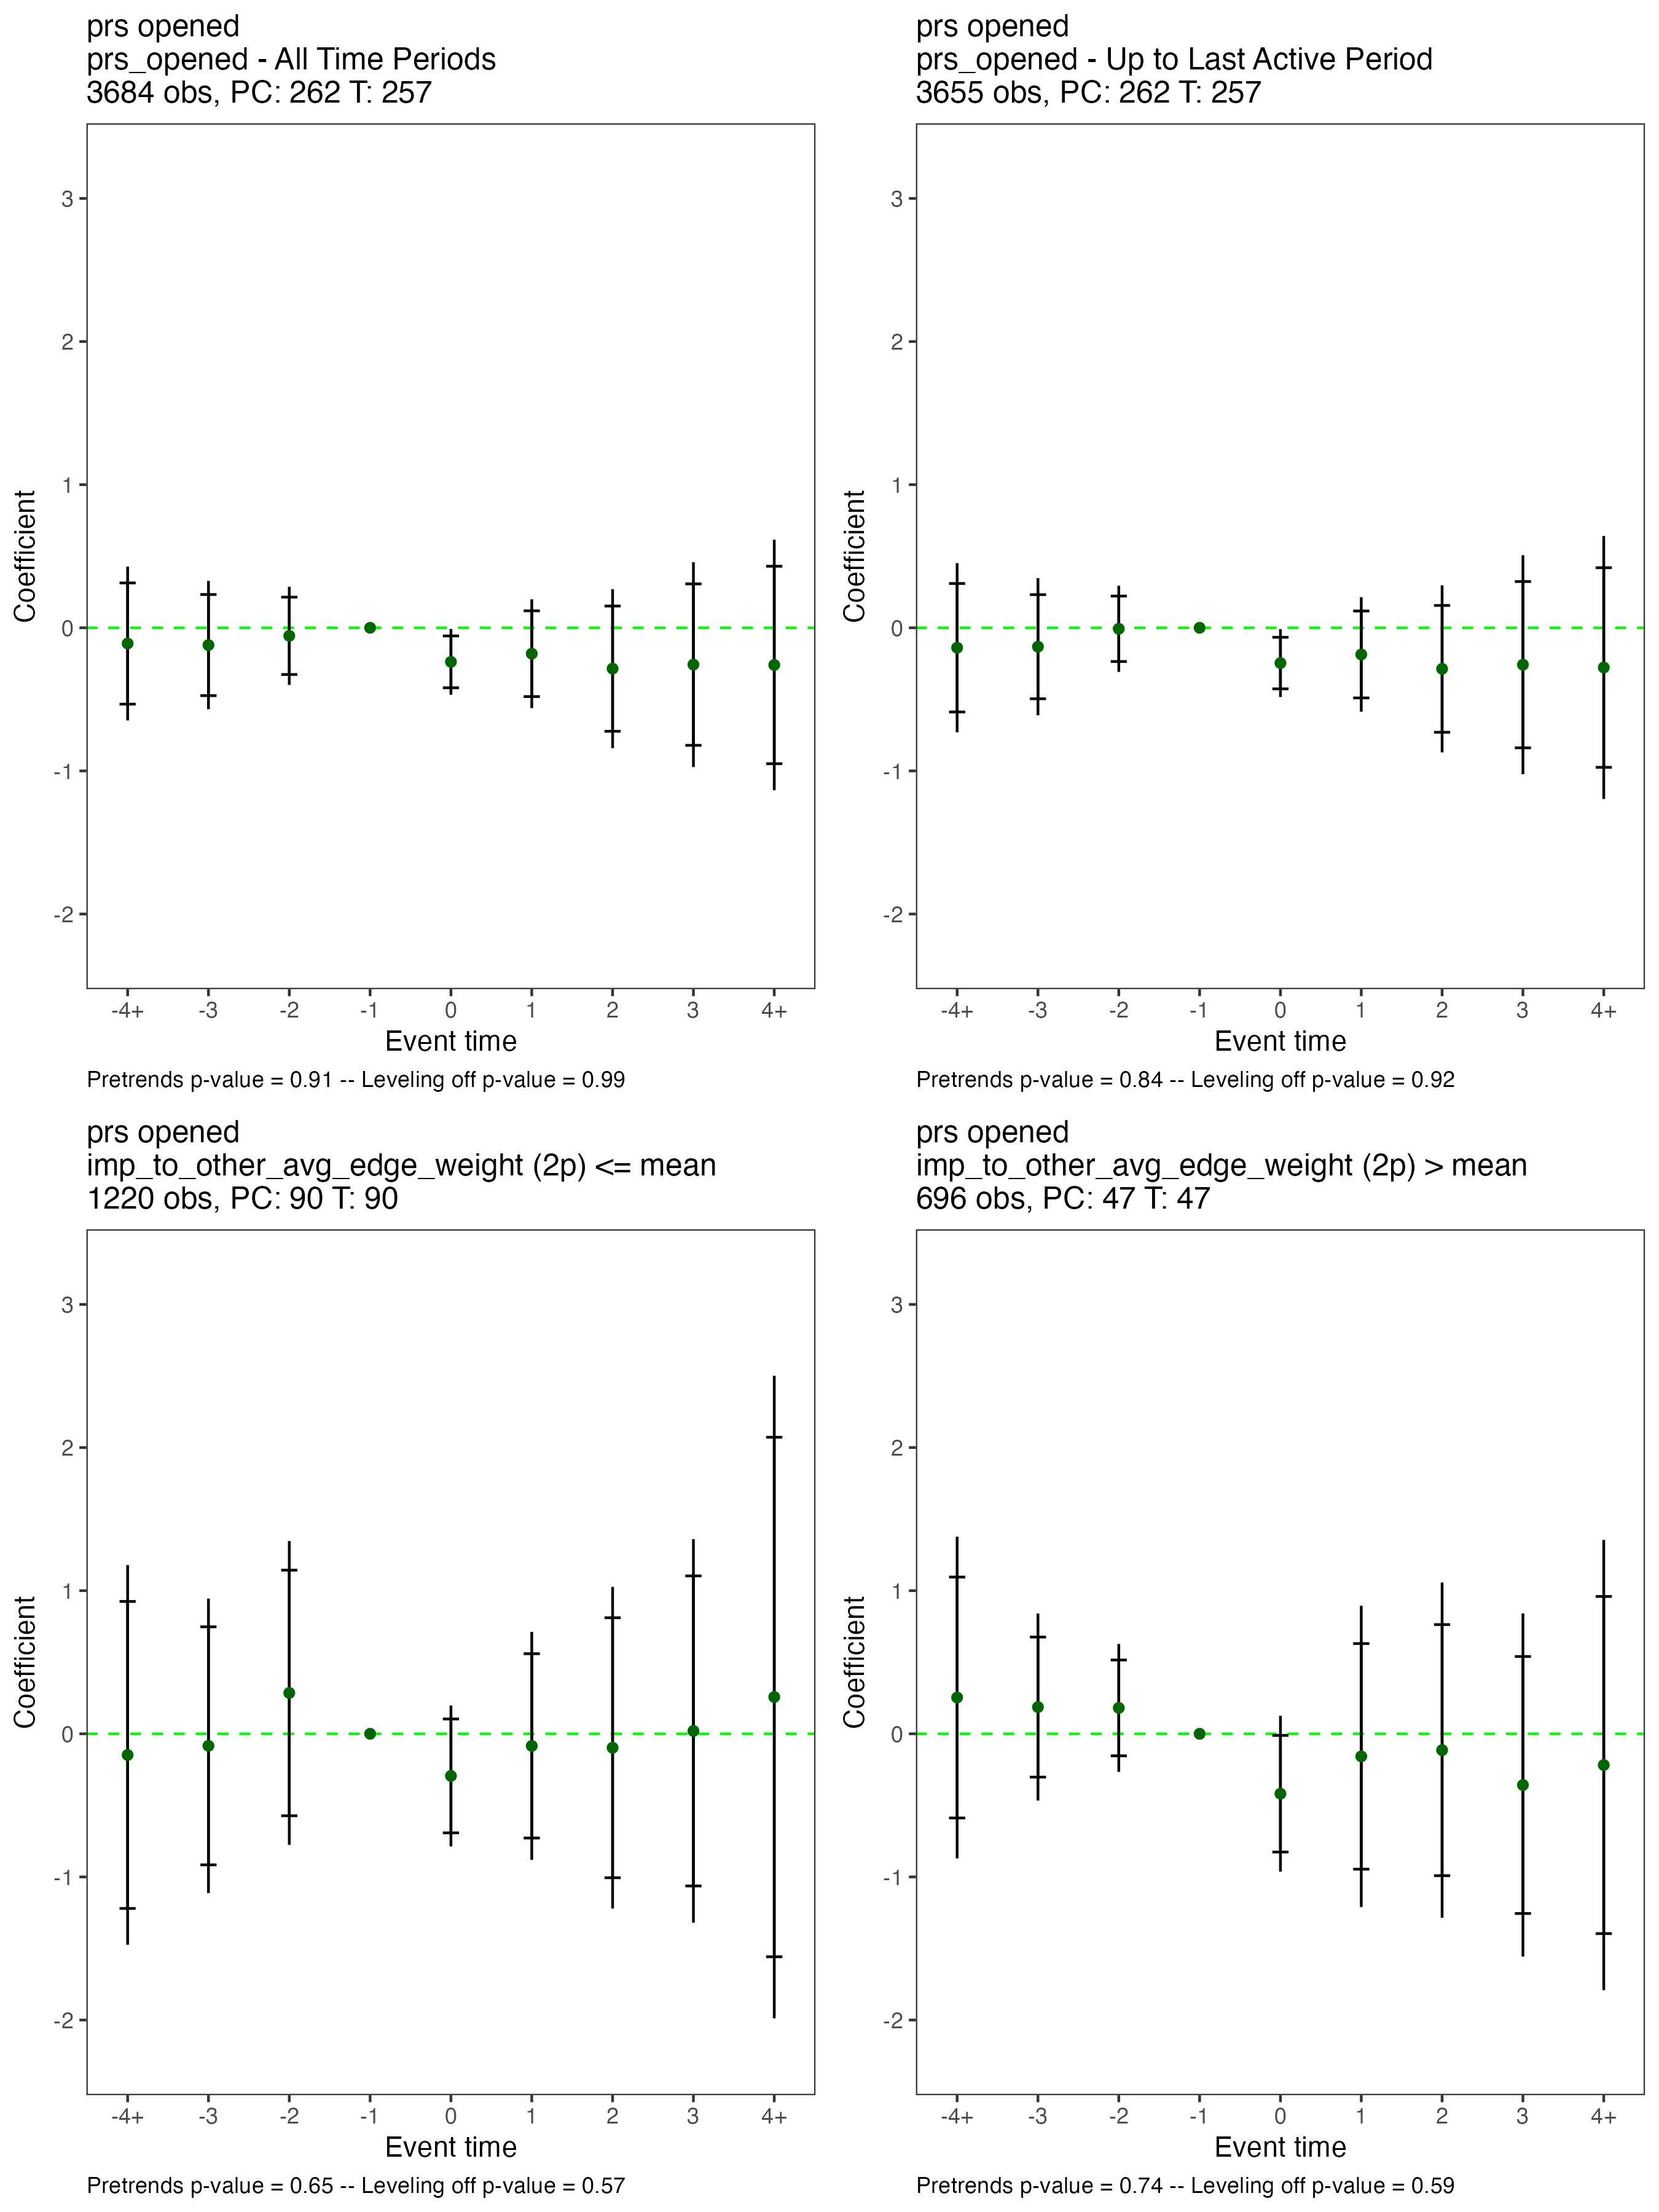 prs opened
prs_opened - All Time Periods
3684 obs, PC: 262 T: 257
3
2
1
0
-1
-2
Coefficient
-4+ -3 -2 -1 0 1 2 3 4+
Event time
Pretrends p-value = 0.91 -- Leveling off p-value = 0.99
prs opened
prs_opened - Up to Last Active Period
3655 obs, PC: 262 T: 257
3
2
1
0
-1
-2
Coefficient
-4+ -3 -2 -1 0 1 2 3 4+
Event time
Pretrends p-value = 0.84 -- Leveling off p-value = 0.92
prs opened
imp_to_other_avg_edge_weight (2p) <= mean
1220 obs, PC: 90 T: 90
3
2
1
0
-1
-2
Coefficient
-4+ -3 -2 -1 0 1 2 3 4+
Event time
Pretrends p-value = 0.65 -- Leveling off p-value = 0.57
prs opened
imp_to_other_avg_edge_weight (2p) > mean
696 obs, PC: 47 T: 47
3
2
1
0
-1
-2
Coefficient
-4+ -3 -2 -1 0 1 2 3 4+
Event time
Pretrends p-value = 0.74 -- Leveling off p-value = 0.59